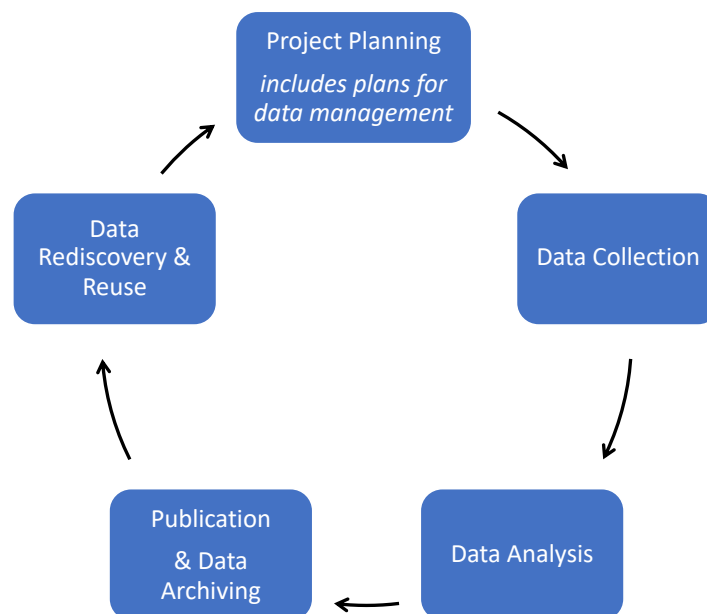 Project Planning
includes plans for
data management
Data Collection
Data Analysis
Publication
& Data
Archiving
Data
Rediscovery &
Reuse